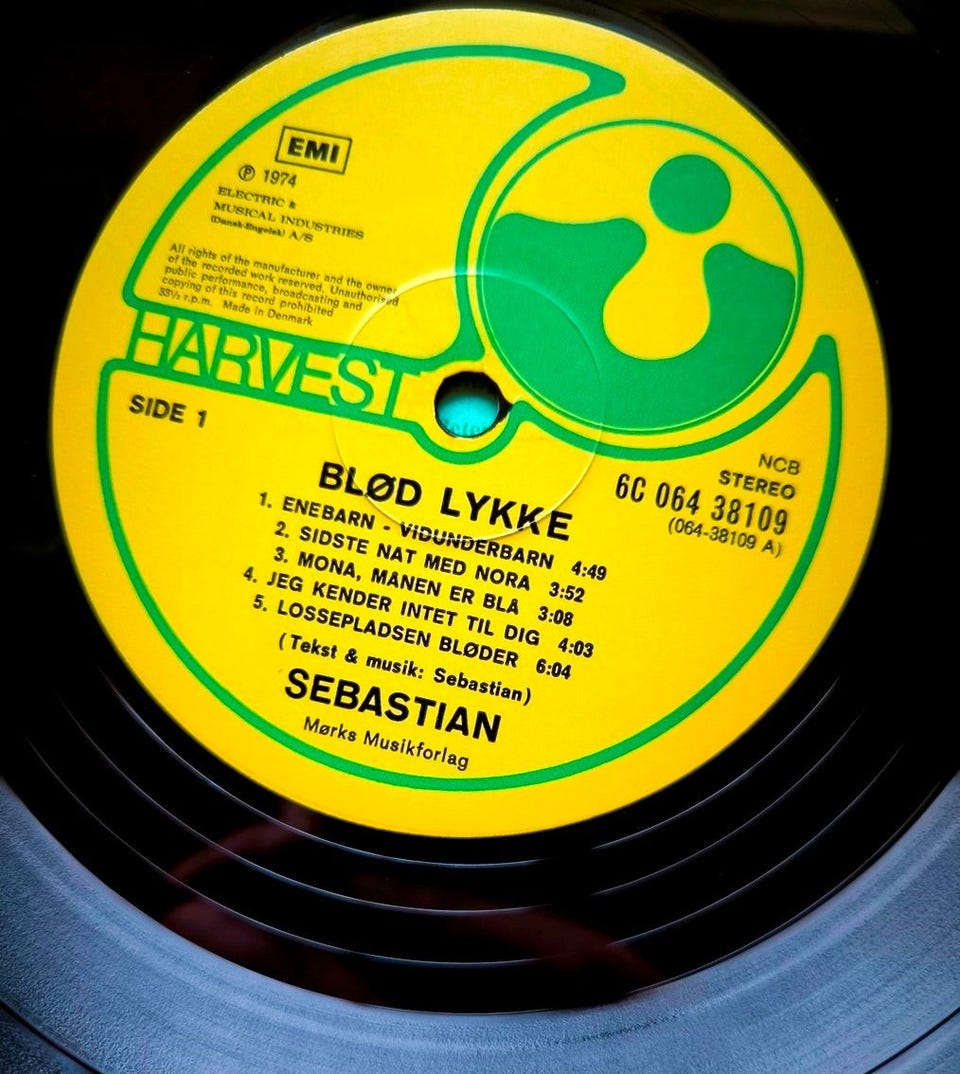 EMI
℗ 1974
ELECTRIC &
MUSICAL INDUSTRIES
(Dansk-Engelsk) A/S
All rights of the manufacturer and the owner
of the recorded work reserved. Unauthorised
public performance, broadcasting and
copying of this record prohibited
33⅓ r.p.m. Made in Denmark
HARVEST
SIDE 1
NCB
STEREO
6C 064 38109
(064-38109 A)
BLØD LYKKE
1. ENEBARN - VIDUNDERBARN 4:49
2. SIDSTE NAT MED NORA 3:52
3. MONA, MÅNEN ER BLÅ 3:08
4. JEG KENDER INTET TIL DIG 4:03
5. LOSSEPLADSEN BLØDER 6:04
(Tekst & musik: Sebastian)
SEBASTIAN
Mørks Musikforlag